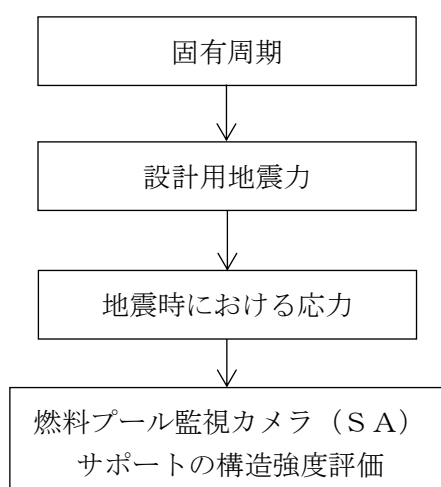 固有周期
設計用地震力
地震時における応力
燃料プール監視カメラ（ＳＡ）
サポートの構造強度評価